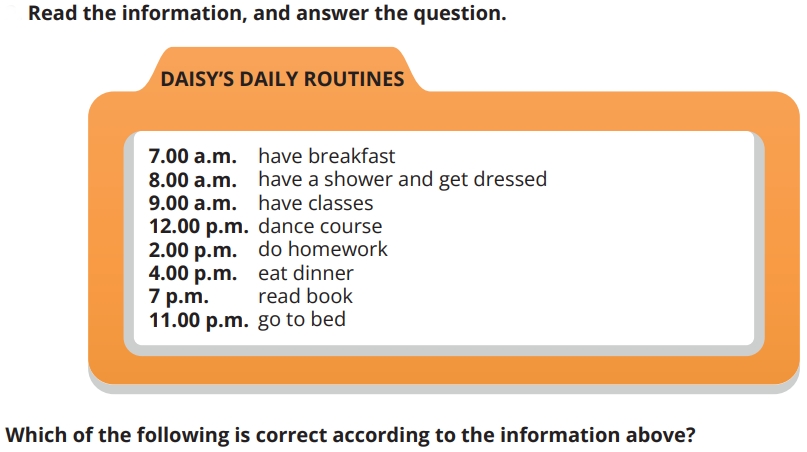 Read the information, and answer the question.
DAISY'S DAILY ROUTINES
7.00 a.m. have breakfast
8.00 a.m. have a shower and get dressed
9.00 a.m. have classes
12.00 p.m. dance course
2.00 p.m. do homework
4.00 p.m. eat dinner
7 p.m. read book
11.00 p.m. go to bed
Which of the following is correct according to the information above?